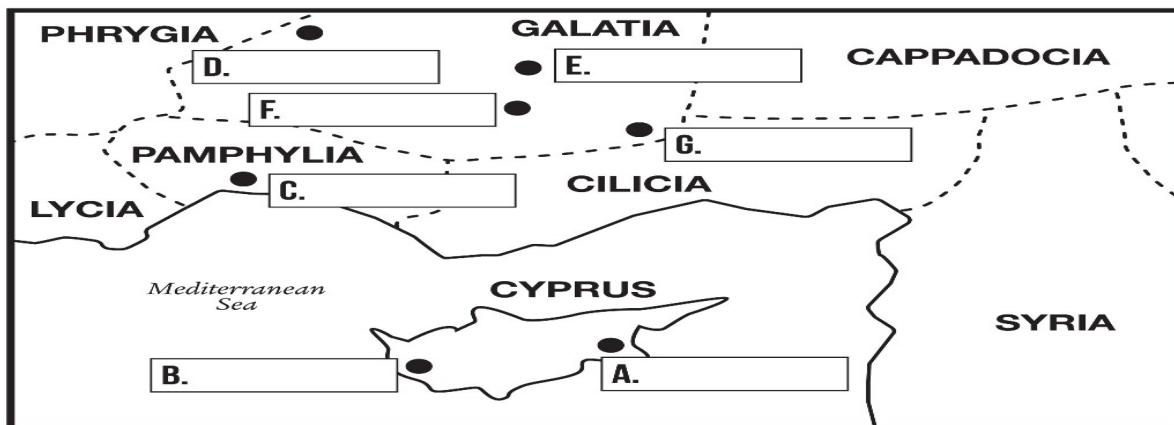 PHRYGIA
GALATIA
CAPPADOCIA
D.
E.
F.
G.
PAMPHYLIA
C.
CILICIA
LYCIA
Mediterranean
Sea
CYPRUS
SYRIA
B.
A.